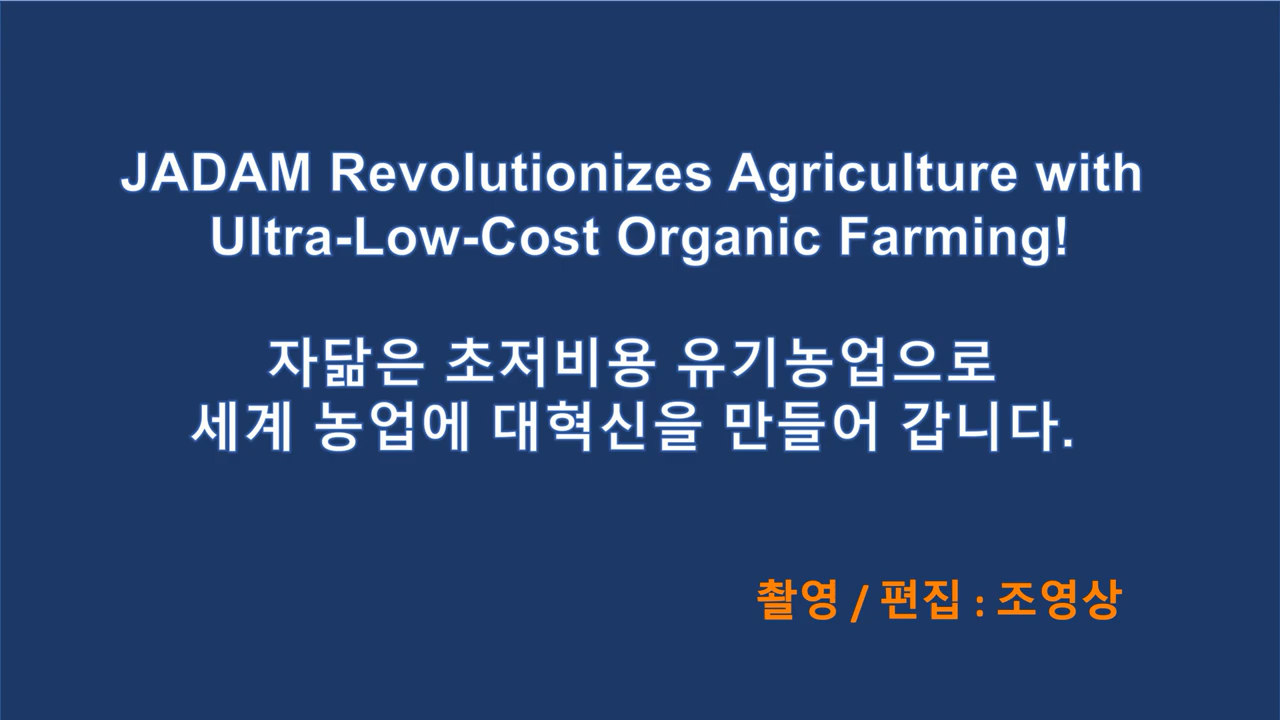 JADAM Revolutionizes Agriculture with
Ultra-Low-Cost Organic Farming!
자닮은 초저비용 유기농업으로
세계 농업에 대혁신을 만들어 갑니다.
촬영 / 편집 : 조영상